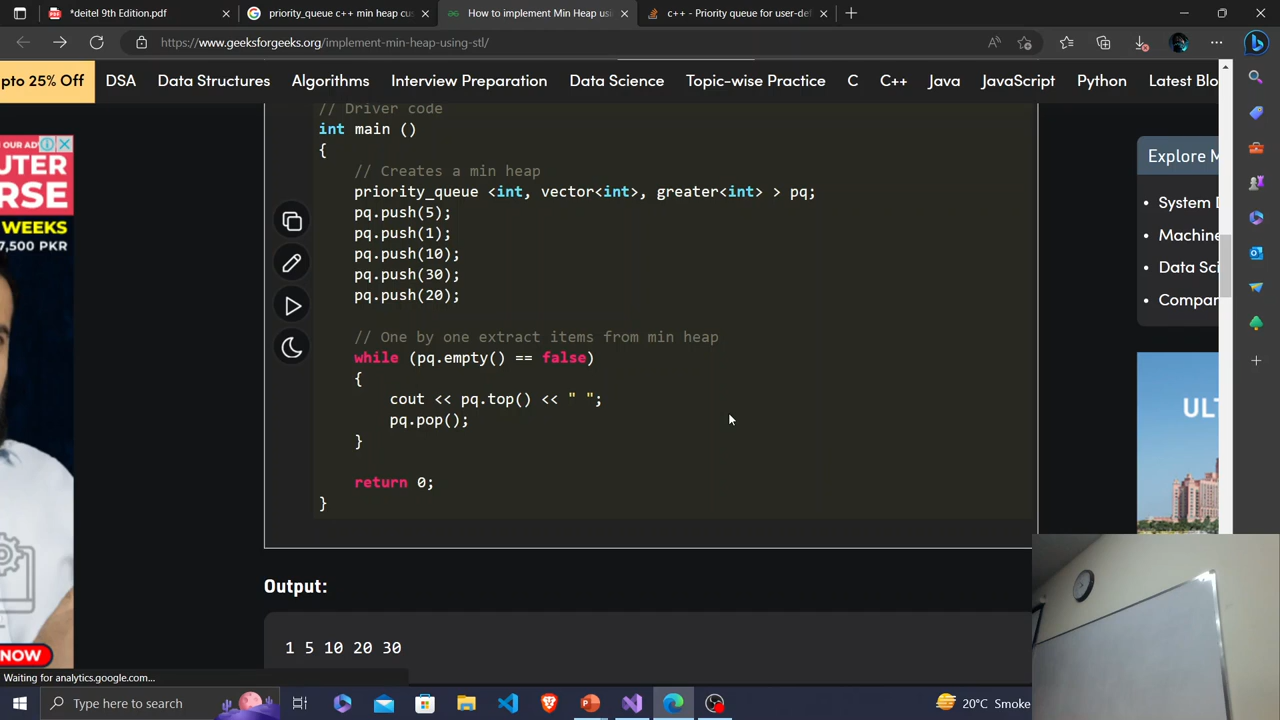 *deitel 9th Edition.pdf
priority_queue c++ min heap cus
How to implement Min Heap usi
c++ - Priority queue for user-def
https://www.geeksforgeeks.org/implement-min-heap-using-stl/
pto 25% Off
DSA
Data Structures
Algorithms
Interview Preparation
Data Science
Topic-wise Practice
C
C++
Java
JavaScript
Python
Latest Blo
// Driver code
int main ()
{
// Creates a min heap
priority_queue <int, vector<int>, greater<int> > pq;
pq.push(5);
pq.push(1);
pq.push(10);
pq.push(30);
pq.push(20);
// One by one extract items from min heap
while (pq.empty() == false)
{
cout << pq.top() << " ";
pq.pop();
}
return 0;
}
Output:
1 5 10 20 30
UTER
RSE
WEEKS
7,500 PKR
NOW
Explore M
System D
Machine
Data Sci
Compan
UL
Waiting for analytics.google.com...
Type here to search
20°C Smoke